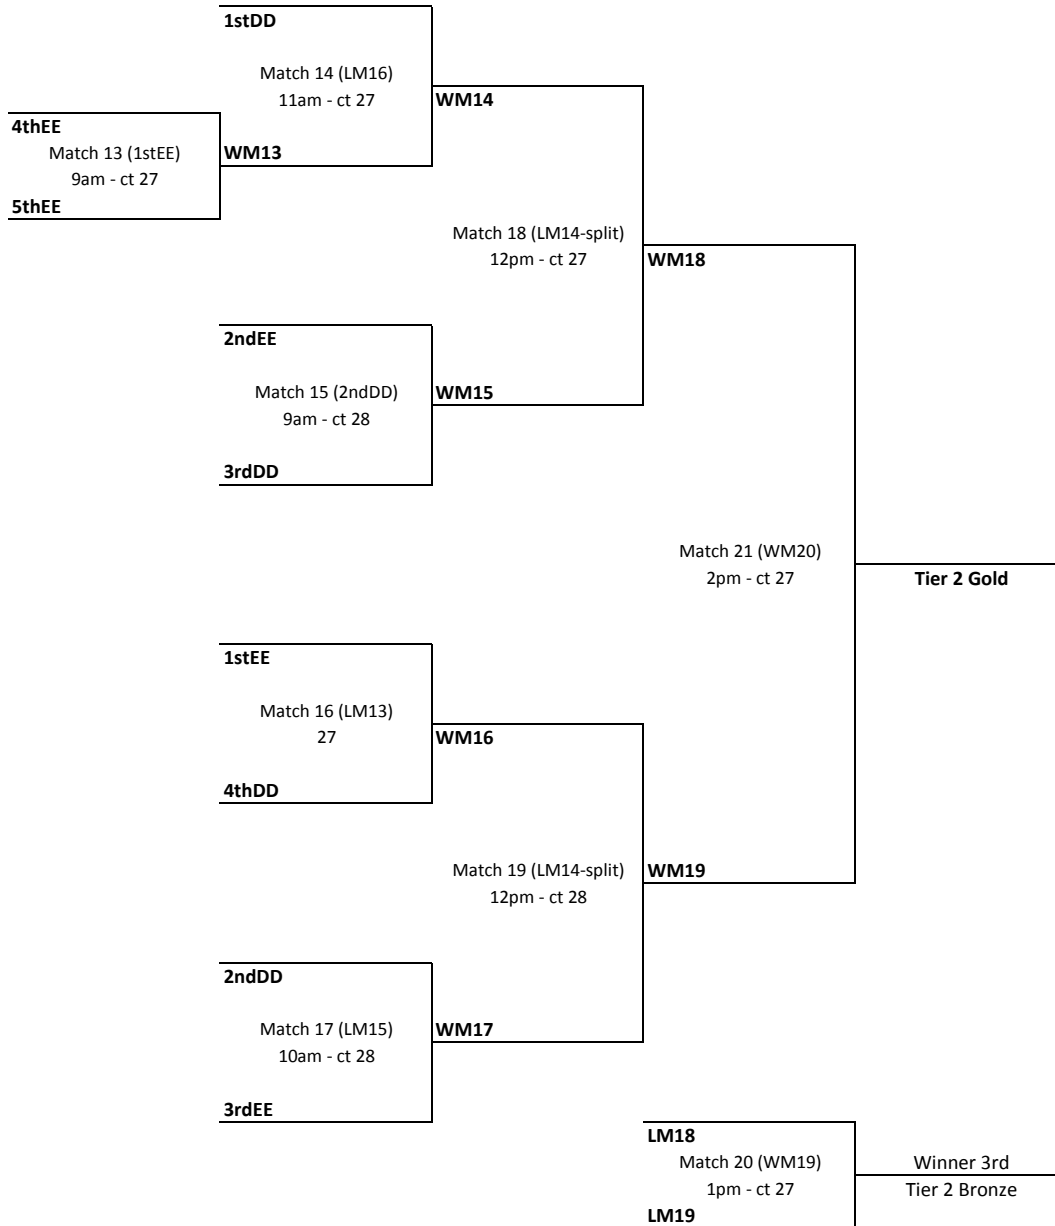 1stDD
Match 14 (LM16)
11am - ct 27
WM14
4thEE
Match 13 (1stEE)
9am - ct 27
WM13
5thEE
Match 18 (LM14-split)
12pm - ct 27
WM18
2ndEE
Match 15 (2ndDD)
9am - ct 28
WM15
3rdDD
Match 21 (WM20)
2pm - ct 27
Tier 2 Gold
1stEE
Match 16 (LM13)
27
WM16
4thDD
Match 19 (LM14-split)
12pm - ct 28
WM19
2ndDD
Match 17 (LM15)
10am - ct 28
WM17
3rdEE
LM18
Match 20 (WM19)
1pm - ct 27
Winner 3rd
Tier 2 Bronze
LM19